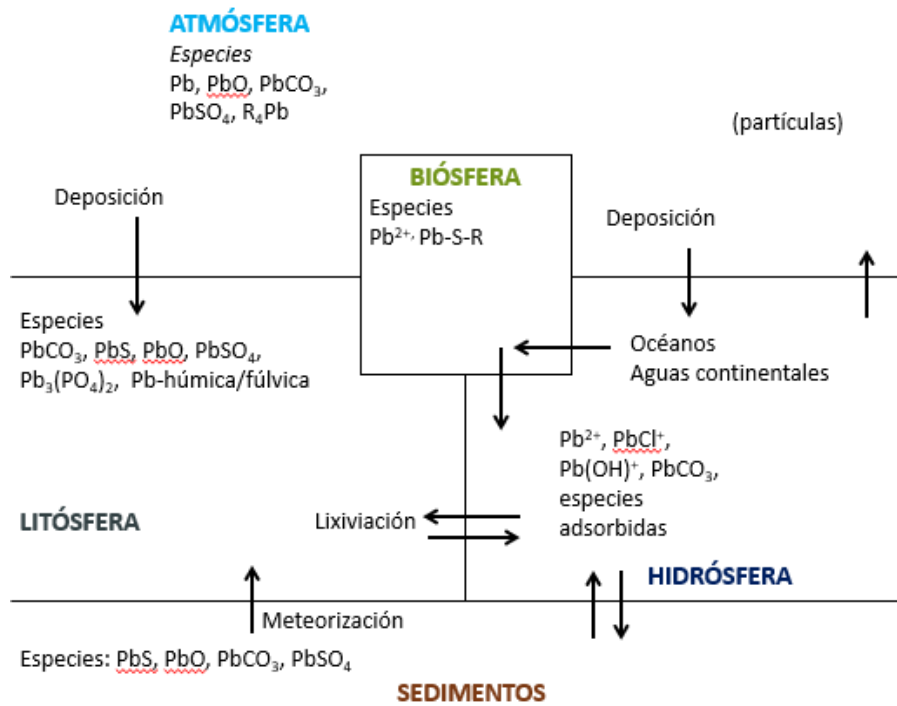 ATMÓSFERA
Especies
Pb, PbO, PbCO₃,
PbSO₄, R₄Pb
(partículas)
BIÓSFERA
Especies
Pb²⁺, Pb-S-R
Deposición
Deposición
Especies
PbCO₃, PbS, PbO, PbSO₄,
Pb₃(PO₄)₂, Pb-húmica/fúlvica
Océanos
Aguas continentales
Pb²⁺, PbCl⁺,
Pb(OH)⁺, PbCO₃,
especies
adsorbidas
LITÓSFERA
Lixiviación
HIDRÓSFERA
Meteorización
Especies: PbS, PbO, PbCO₃, PbSO₄
SEDIMENTOS